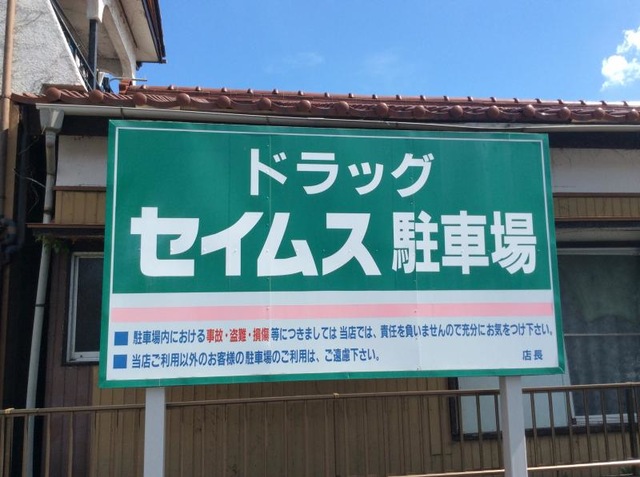 ドラッグ
セイムス駐車場
■ 駐車場内における事故・盗難・損傷等につきましては当店では、責任を負いませんので充分にお気をつけ下さい。
■ 当店ご利用以外のお客様の駐車場のご利用は、ご遠慮下さい。 店長